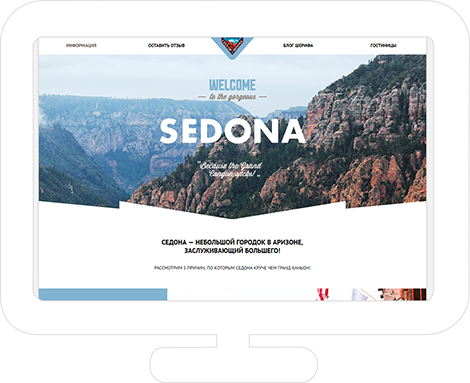 ИНФОРМАЦИЯ ОСТАВИТЬ ОТЗЫВ БЛОГ ШЕРИФА ГОСТИНИЦЫ
WELCOME
to the gorgeous
SEDONA
"Because the Grand
Canyon sucks!"
СЕДОНА — НЕБОЛЬШОЙ ГОРОДОК В АРИЗОНЕ,
ЗАСЛУЖИВАЮЩИЙ БОЛЬШЕГО!
РАССМОТРИМ 5 ПРИЧИН, ПО КОТОРЫМ СЕДОНА КРУЧЕ ЧЕМ ГРАНД КАНЬОН!